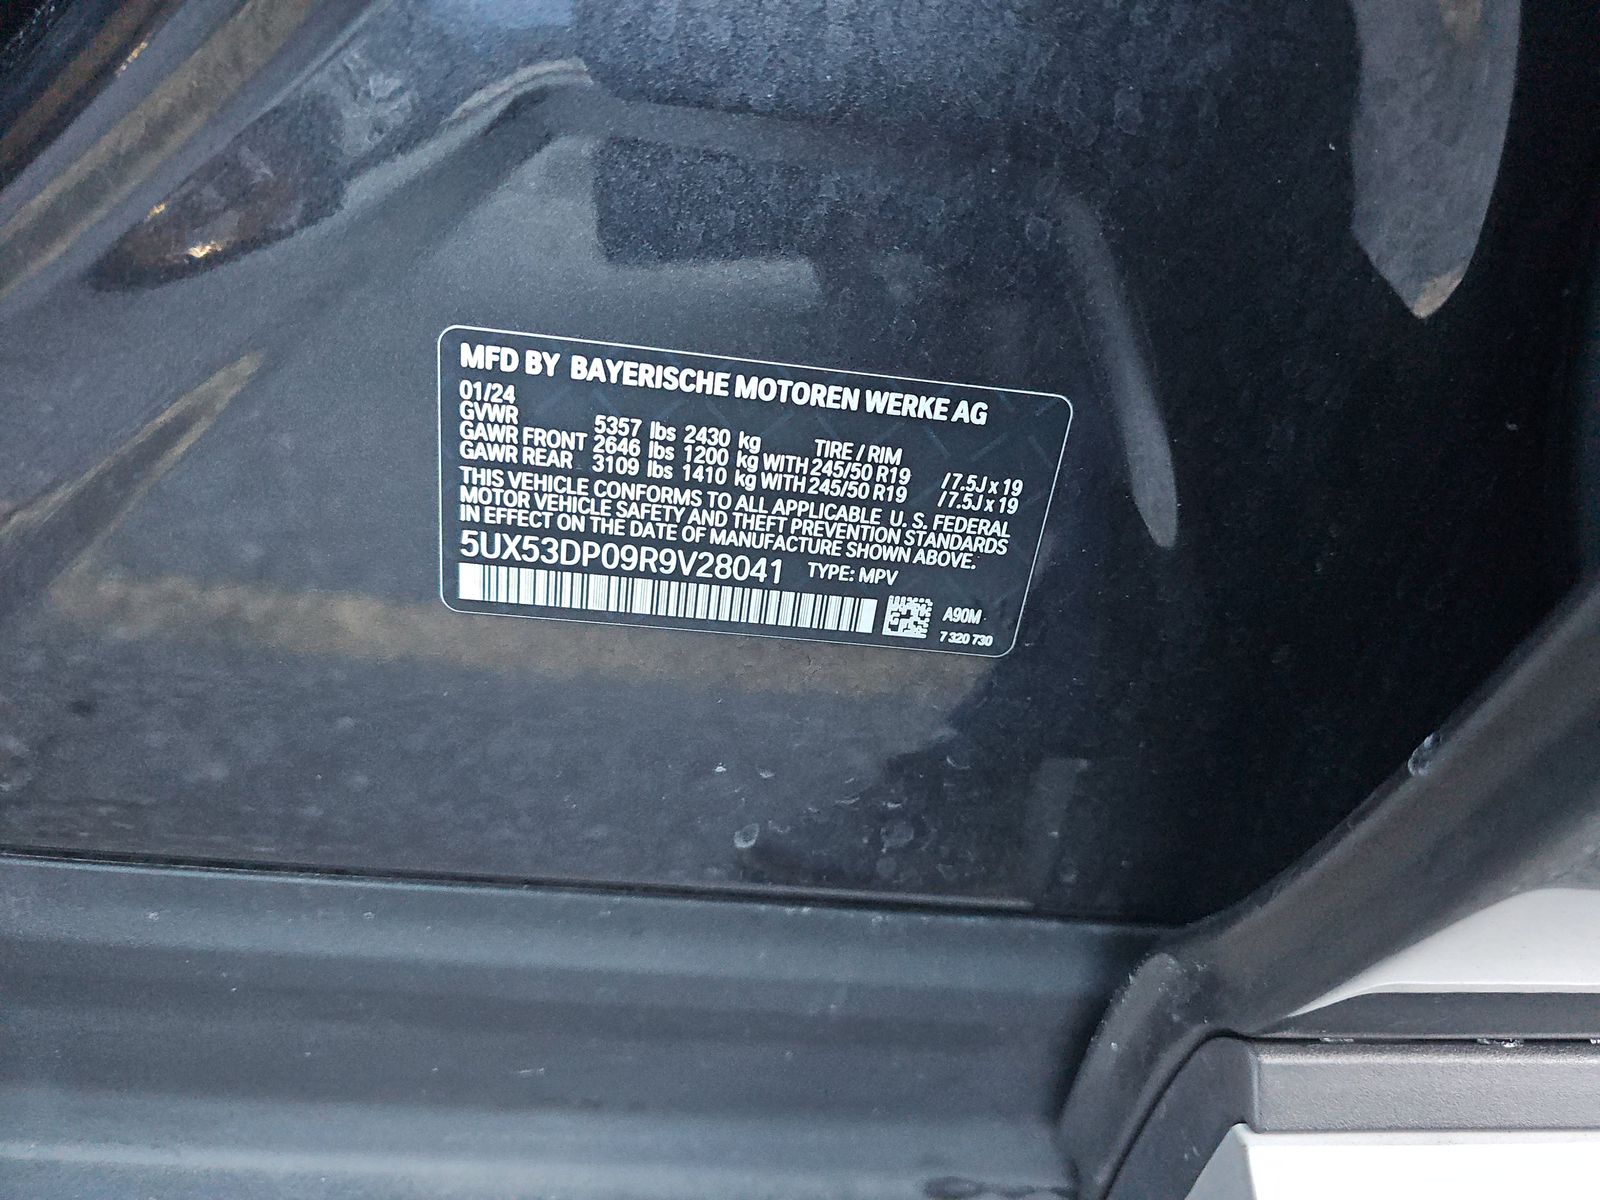 MFD BY BAYERISCHE MOTOREN WERKE AG
01/24
GVWR 5357 lbs 2430 kg TIRE / RIM
GAWR FRONT 2646 lbs 1200 kg WITH 245/50 R19 /7.5J x 19
GAWR REAR 3109 lbs 1410 kg WITH 245/50 R19 /7.5J x 19
THIS VEHICLE CONFORMS TO ALL APPLICABLE U. S. FEDERAL
MOTOR VEHICLE SAFETY AND THEFT PREVENTION STANDARDS
IN EFFECT ON THE DATE OF MANUFACTURE SHOWN ABOVE.
5UX53DP09R9V28041 TYPE: MPV
A90M
7 320 730